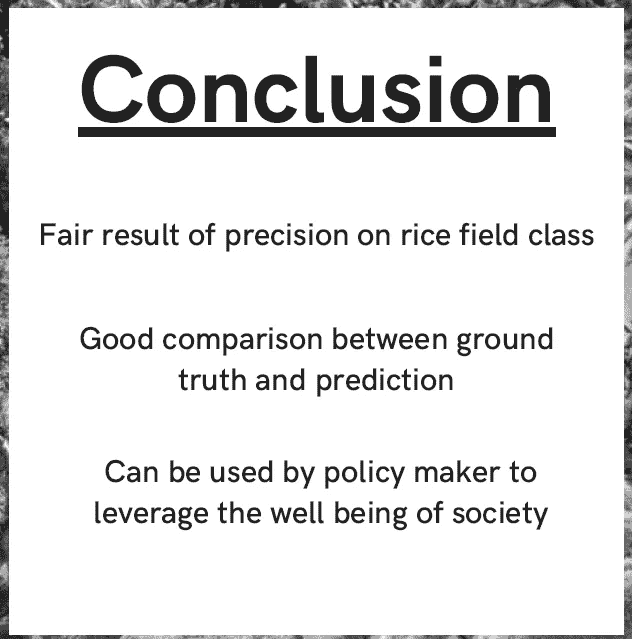 Conclusion
Fair result of precision on rice field class
Good comparison between ground
truth and prediction
Can be used by policy maker to
leverage the well being of society